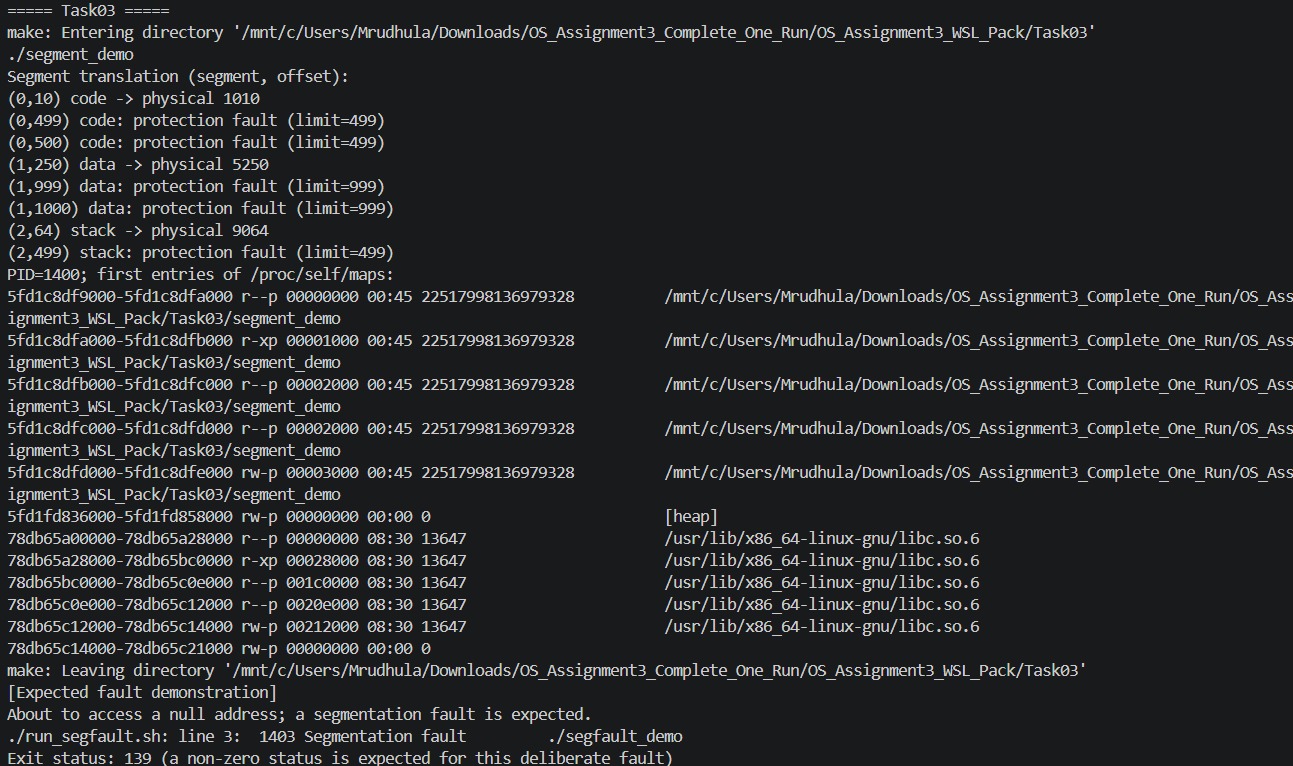 ===== Task03 =====
make: Entering directory '/mnt/c/Users/Mrudhula/Downloads/OS_Assignment3_Complete_One_Run/OS_Assignment3_WSL_Pack/Task03'
./segment_demo
Segment translation (segment, offset):
(0,10) code -> physical 1010
(0,499) code: protection fault (limit=499)
(0,500) code: protection fault (limit=499)
(1,250) data -> physical 5250
(1,999) data: protection fault (limit=999)
(1,1000) data: protection fault (limit=999)
(2,64) stack -> physical 9064
(2,499) stack: protection fault (limit=499)
PID=1400; first entries of /proc/self/maps:
5fd1c8df9000-5fd1c8dfa000 r--p 00000000 00:45 22517998136979328          /mnt/c/Users/Mrudhula/Downloads/OS_Assignment3_Complete_One_Run/OS_Ass
ignment3_WSL_Pack/Task03/segment_demo
5fd1c8dfa000-5fd1c8dfb000 r-xp 00001000 00:45 22517998136979328          /mnt/c/Users/Mrudhula/Downloads/OS_Assignment3_Complete_One_Run/OS_Ass
ignment3_WSL_Pack/Task03/segment_demo
5fd1c8dfb000-5fd1c8dfc000 r--p 00002000 00:45 22517998136979328          /mnt/c/Users/Mrudhula/Downloads/OS_Assignment3_Complete_One_Run/OS_Ass
ignment3_WSL_Pack/Task03/segment_demo
5fd1c8dfc000-5fd1c8dfd000 r--p 00002000 00:45 22517998136979328          /mnt/c/Users/Mrudhula/Downloads/OS_Assignment3_Complete_One_Run/OS_Ass
ignment3_WSL_Pack/Task03/segment_demo
5fd1c8dfd000-5fd1c8dfe000 rw-p 00003000 00:45 22517998136979328          /mnt/c/Users/Mrudhula/Downloads/OS_Assignment3_Complete_One_Run/OS_Ass
ignment3_WSL_Pack/Task03/segment_demo
5fd1fd836000-5fd1fd858000 rw-p 00000000 00:00 0                          [heap]
78db65a00000-78db65a28000 r--p 00000000 08:30 13647                      /usr/lib/x86_64-linux-gnu/libc.so.6
78db65a28000-78db65bc0000 r-xp 00028000 08:30 13647                      /usr/lib/x86_64-linux-gnu/libc.so.6
78db65bc0000-78db65c0e000 r--p 001c0000 08:30 13647                      /usr/lib/x86_64-linux-gnu/libc.so.6
78db65c0e000-78db65c12000 r--p 0020e000 08:30 13647                      /usr/lib/x86_64-linux-gnu/libc.so.6
78db65c12000-78db65c14000 rw-p 00212000 08:30 13647                      /usr/lib/x86_64-linux-gnu/libc.so.6
78db65c14000-78db65c21000 rw-p 00000000 00:00 0
make: Leaving directory '/mnt/c/Users/Mrudhula/Downloads/OS_Assignment3_Complete_One_Run/OS_Assignment3_WSL_Pack/Task03'
[Expected fault demonstration]
About to access a null address; a segmentation fault is expected.
./run_segfault.sh: line 3:  1403 Segmentation fault         ./segfault_demo
Exit status: 139 (a non-zero status is expected for this deliberate fault)